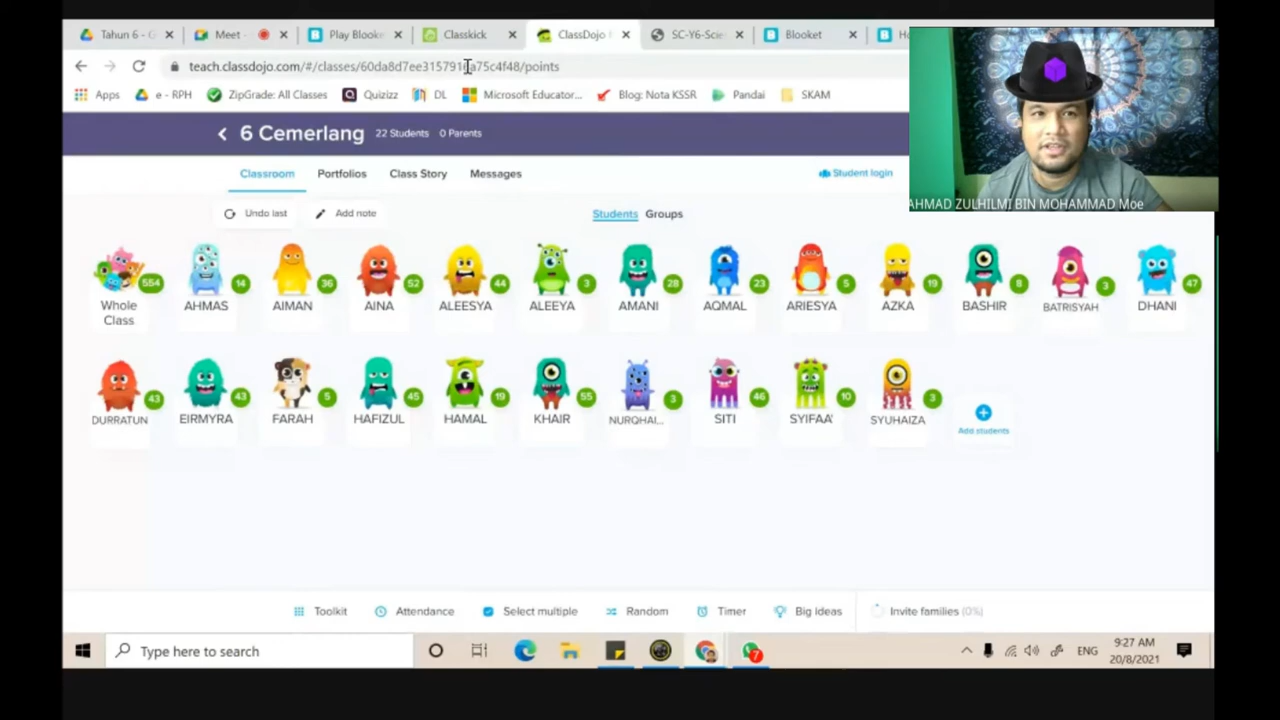 Tahun 6 - G
Meet -
Play Blook
Classkick
ClassDojo
SC-Y6-Scie
Blooket
teach.classdojo.com/#/classes/60da8d7ee3157916a75c4f48/points
Apps
e - RPH
ZipGrade: All Classes
Quizizz
DL
Microsoft Educator...
Blog: Nota KSSR
Pandai
SKAM
AHMAD ZULHILMI BIN MOHAMMAD Moe
6 Cemerlang 22 Students 0 Parents
Classroom Portfolios Class Story Messages Student login
Undo last Add note Students Groups
554 14 36 52 44 3 28 23 5 19 8 3 47
Whole Class
AHMAS AIMAN AINA ALEESYA ALEEYA AMANI AQMAL ARIESYA AZKA BASHIR BATRISYAH DHANI
43 43 5 45 19 55 3 46 10 3
DURRATUN EIRMYRA FARAH HAFIZUL HAMAL KHAIR NURQHAI... SITI SYIFAA' SYUHAIZA Add students
Toolkit Attendance Select multiple Random Timer Big Ideas Invite families (0%)
Type here to search
7
ENG
9:27 AM
20/8/2021